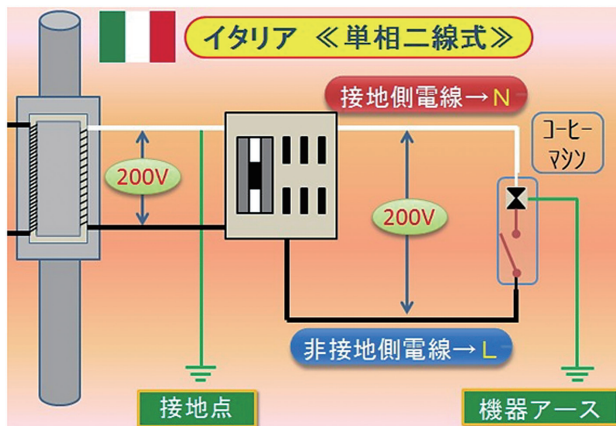 イタリア ≪単相二線式≫
接地側電線→N
コーヒー
マシン
200V
200V
非接地側電線→L
接地点
機器アース